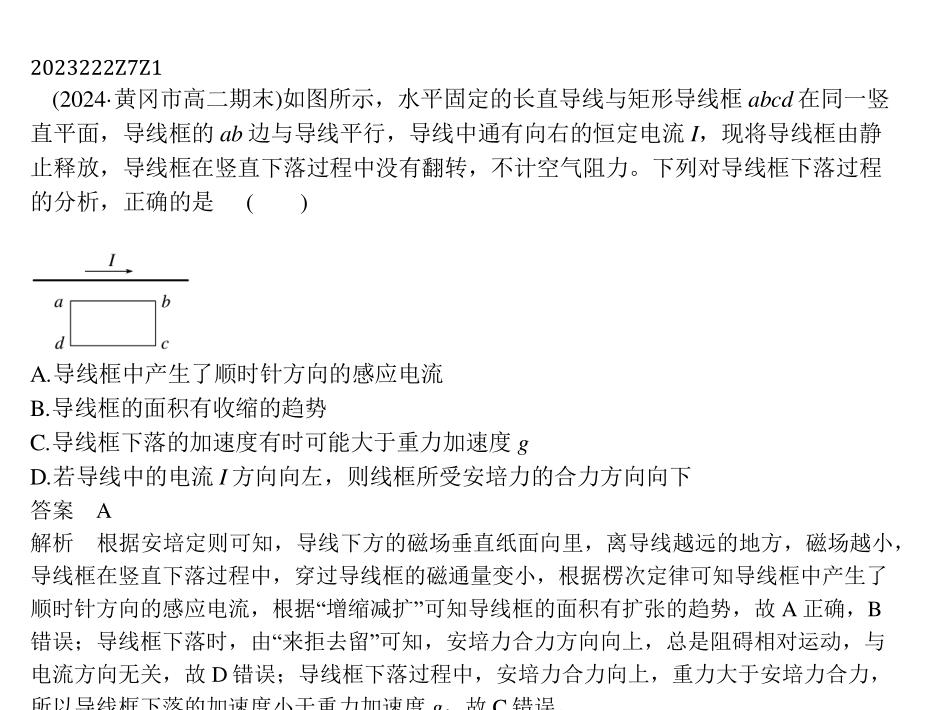 2023222Z7Z1
(2024·黄冈市高二期末)如图所示，水平固定的长直导线与矩形导线框 abcd 在同一竖
直平面，导线框的 ab 边与导线平行，导线中通有向右的恒定电流 I，现将导线框由静
止释放，导线框在竖直下落过程中没有翻转，不计空气阻力。下列对导线框下落过程
的分析，正确的是 (  )
I
a b
d c
A.导线框中产生了顺时针方向的感应电流
B.导线框的面积有收缩的趋势
C.导线框下落的加速度有时可能大于重力加速度 g
D.若导线中的电流 I 方向向左，则线框所受安培力的合力方向向下
答案 A
解析 根据安培定则可知，导线下方的磁场垂直纸面向里，离导线越远的地方，磁场越小，
导线框在竖直下落过程中，穿过导线框的磁通量变小，根据楞次定律可知导线框中产生了
顺时针方向的感应电流，根据“增缩减扩”可知导线框的面积有扩张的趋势，故 A 正确，B
错误；导线框下落时，由“来拒去留”可知，安培力合力方向向上，总是阻碍相对运动，与
电流方向无关，故 D 错误；导线框下落过程中，安培力合力向上，重力大于安培力合力，
所以导线框下落的加速度小于重力加速度 g，故 C 错误。